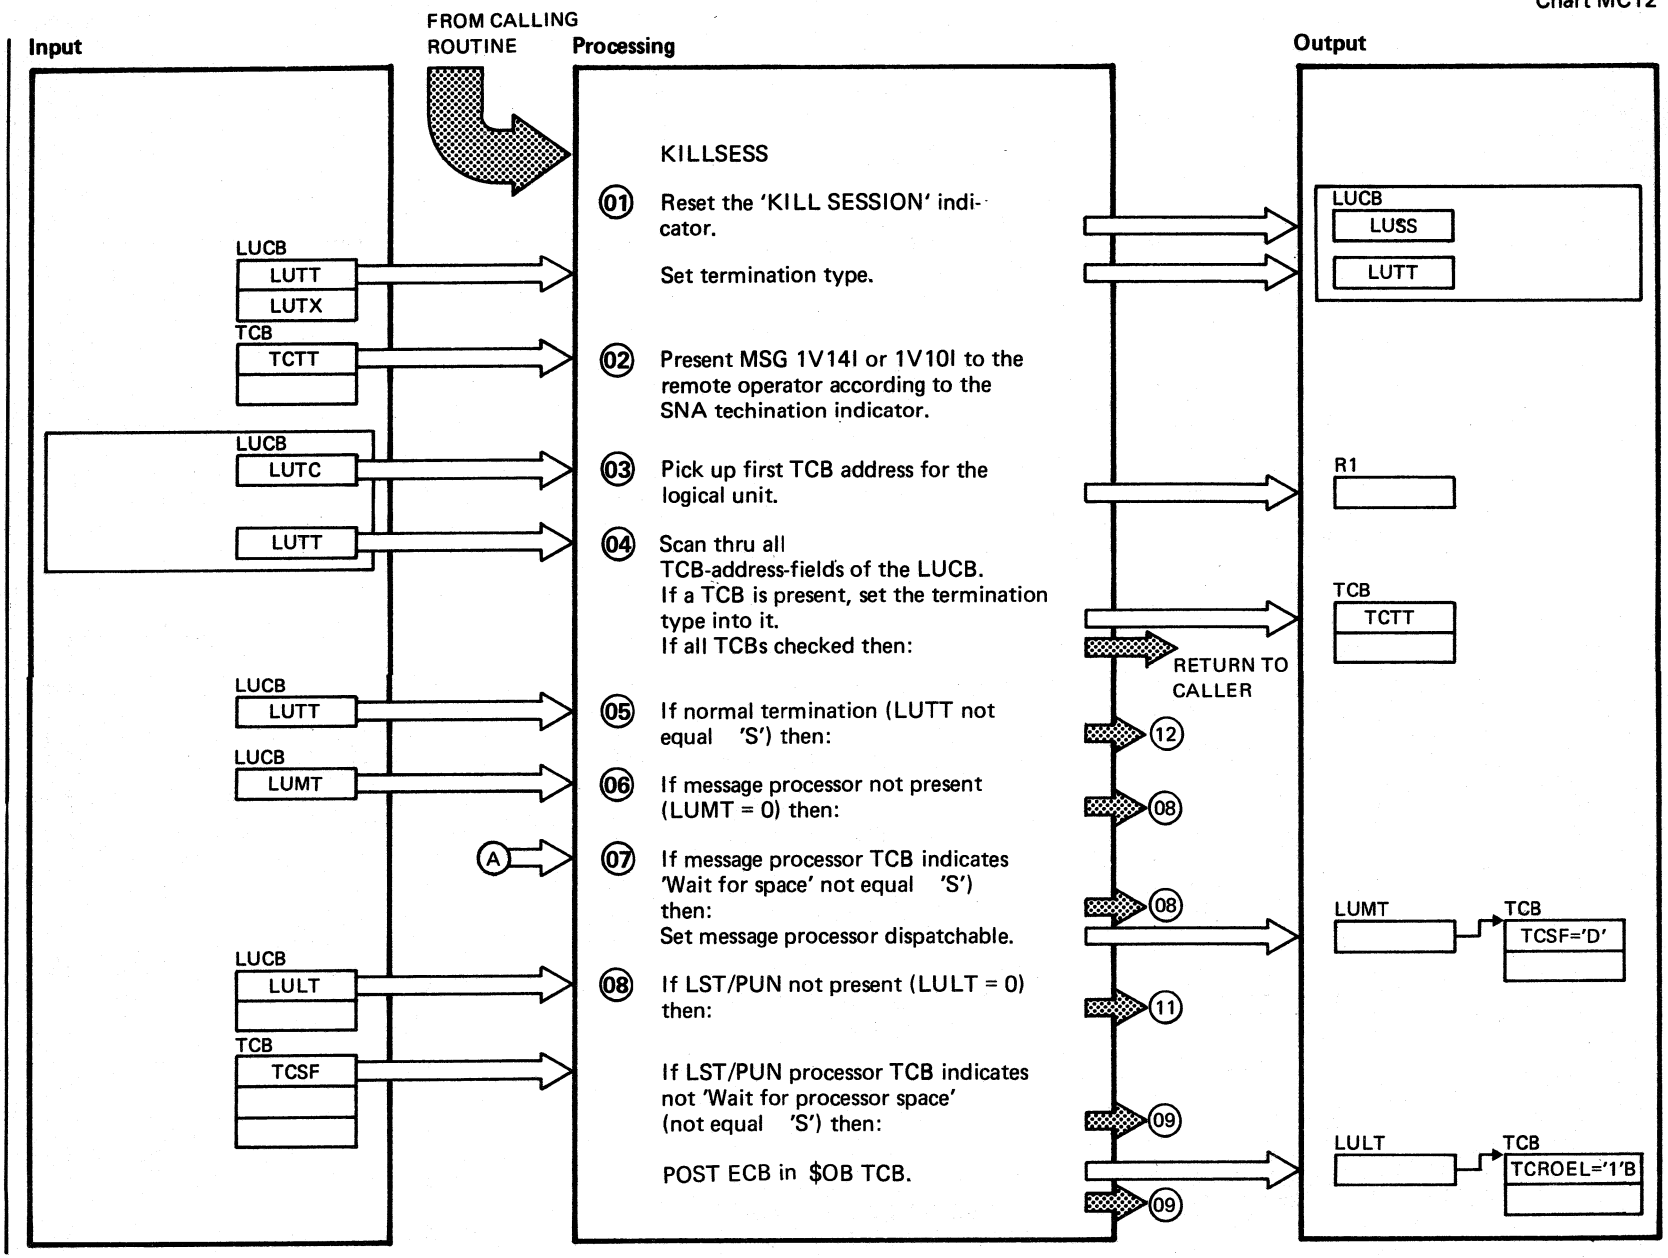 Chart MC12
FROM CALLING
ROUTINE
Input
Processing
Output
KILLSESS
01 Reset the 'KILL SESSION' indi-
cator.
LUCB
LUSS
LUCB
LUTT
LUTX
Set termination type.
LUTT
TCB
TCTT
02 Present MSG 1V14I or 1V10I to the
remote operator according to the
SNA techination indicator.
LUCB
LUTC
03 Pick up first TCB address for the
logical unit.
R1
LUTT
04 Scan thru all
TCB-address-fields of the LUCB.
If a TCB is present, set the termination
type into it.
If all TCBs checked then:
TCB
TCTT
RETURN TO
CALLER
LUCB
LUTT
05 If normal termination (LUTT not
equal 'S') then:
12
LUCB
LUMT
06 If message processor not present
(LUMT = 0) then:
08
A
07 If message processor TCB indicates
'Wait for space' not equal 'S')
then:
08
Set message processor dispatchable.
LUMT
TCB
TCSF='D'
LUCB
LULT
08 If LST/PUN not present (LULT = 0)
then:
11
TCB
TCSF
If LST/PUN processor TCB indicates
not 'Wait for processor space'
(not equal 'S') then:
09
POST ECB in $OB TCB.
09
LULT
TCB
TCROEL='1'B